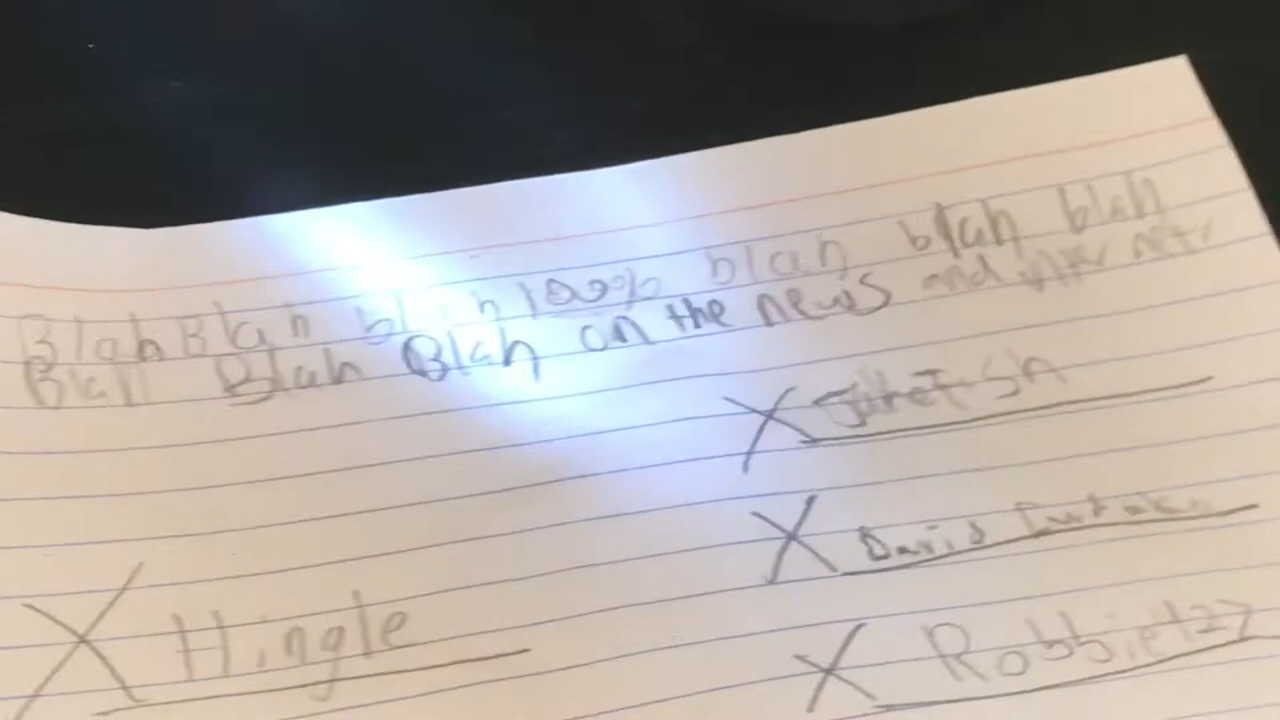 Blah Blah blah 100% blah blah blah
Blah Blah Blah on the news and
X
X David
X Hingle
X Robbie